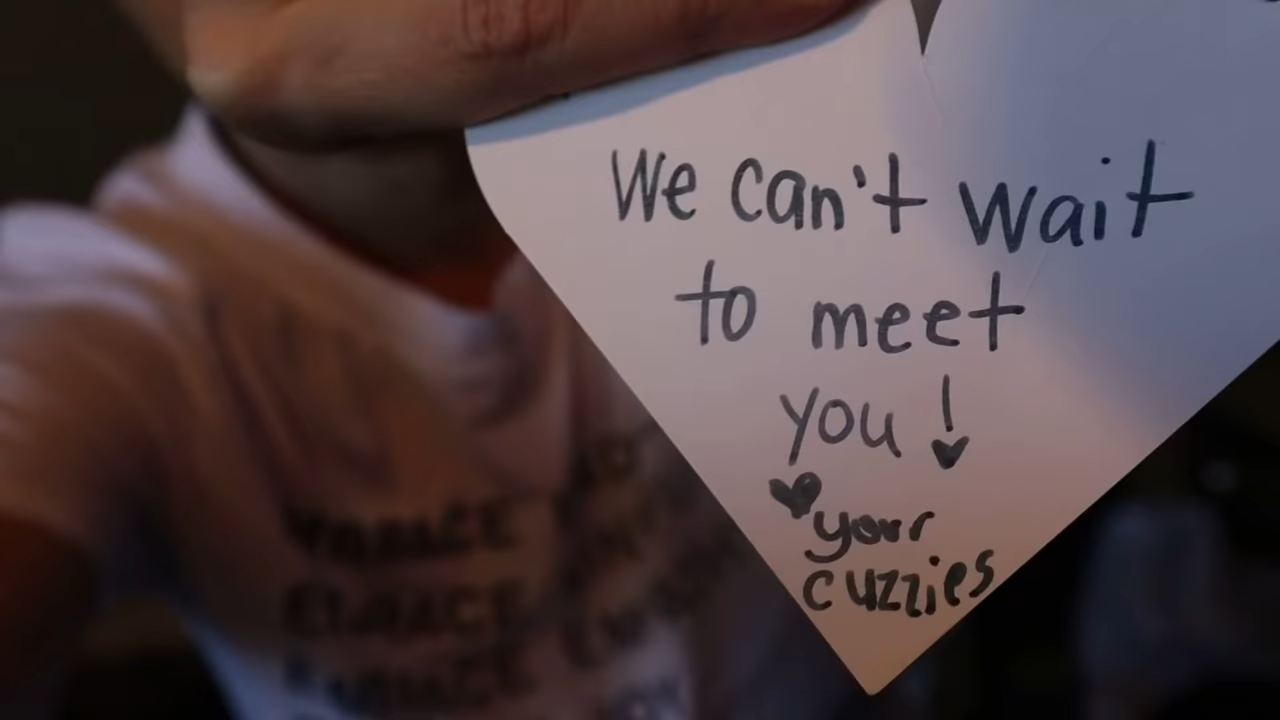 We can't wait
to meet
you!
♥ your
cuzzies